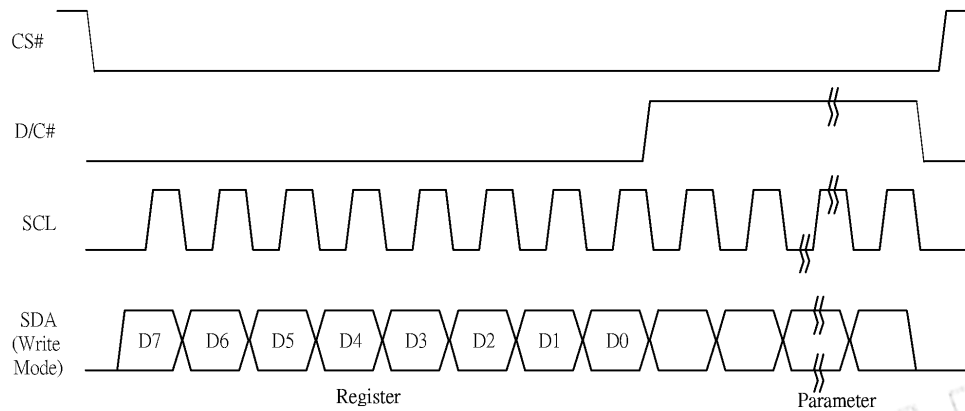 CS#
D/C#
SCL
SDA
(Write
Mode)
D7 D6 D5 D4 D3 D2 D1 D0
Register
Parameter